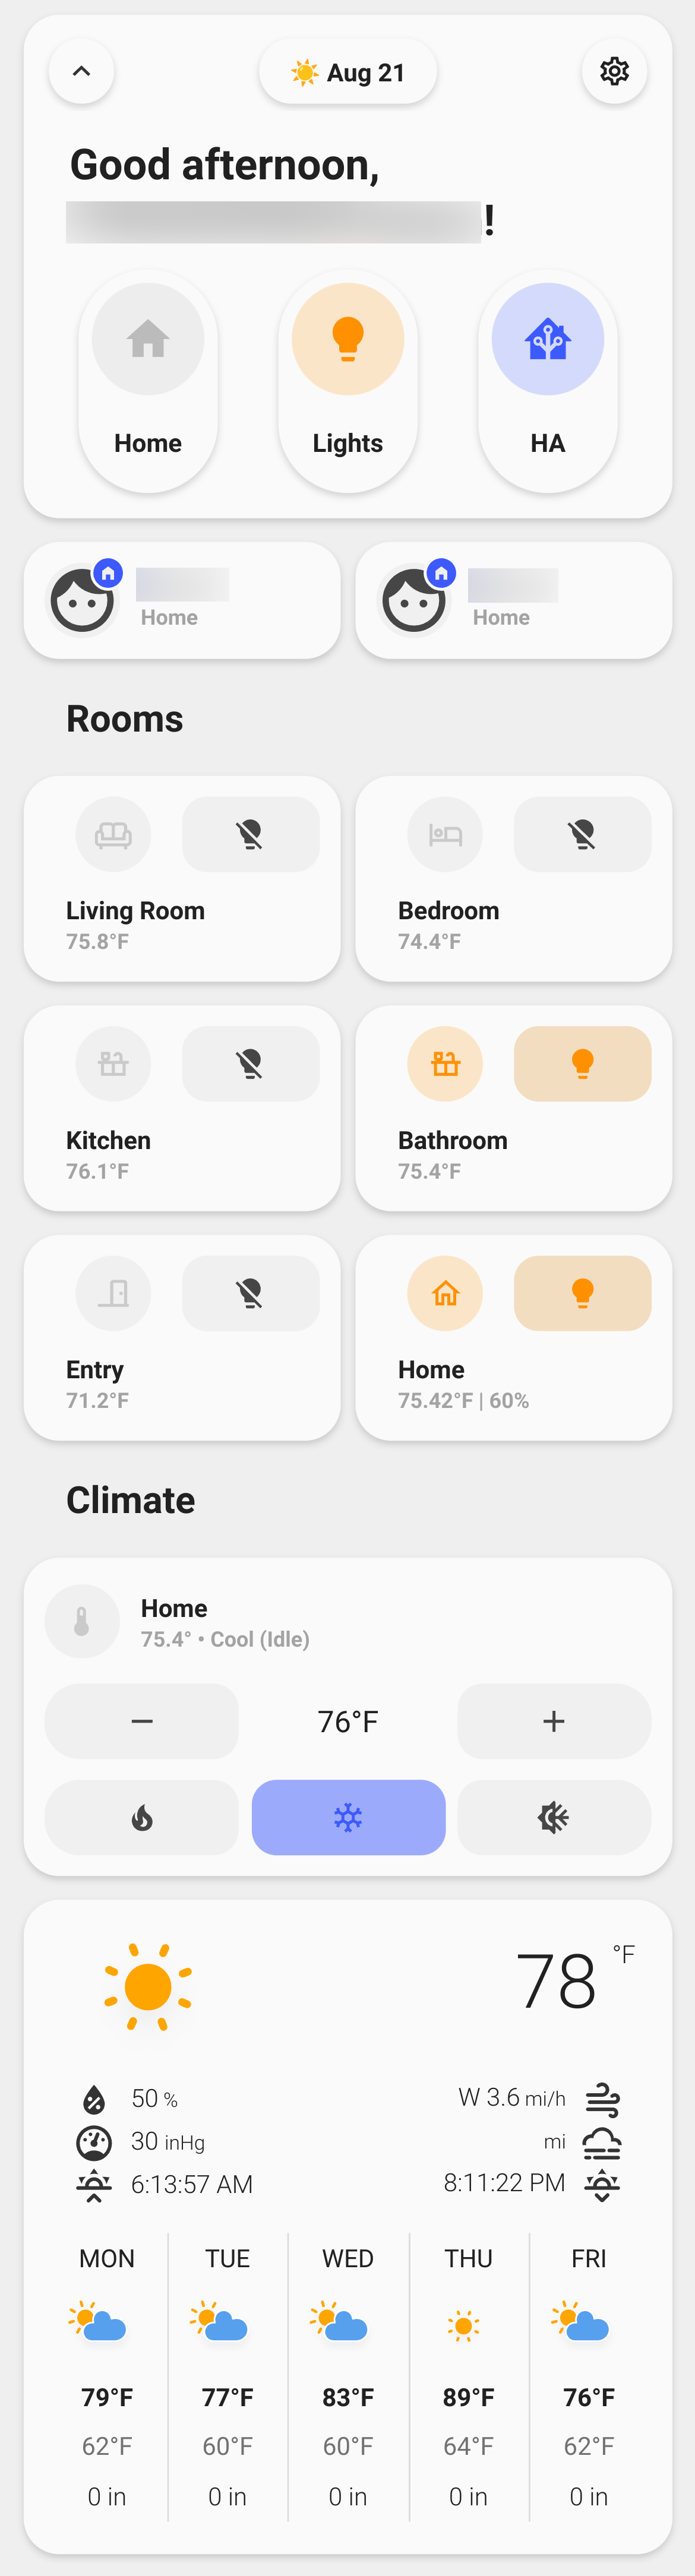 Aug 21
Good afternoon,
!
Home
Lights
HA
Home
Home
Rooms
Living Room
75.8°F
Bedroom
74.4°F
Kitchen
76.1°F
Bathroom
75.4°F
Entry
71.2°F
Home
75.42°F | 60%
Climate
Home
75.4° • Cool (Idle)
76°F
78 °F
50 %
W 3.6 mi/h
30 inHg
mi
6:13:57 AM
8:11:22 PM
MON TUE WED THU FRI
79°F 77°F 83°F 89°F 76°F
62°F 60°F 60°F 64°F 62°F
0 in 0 in 0 in 0 in 0 in